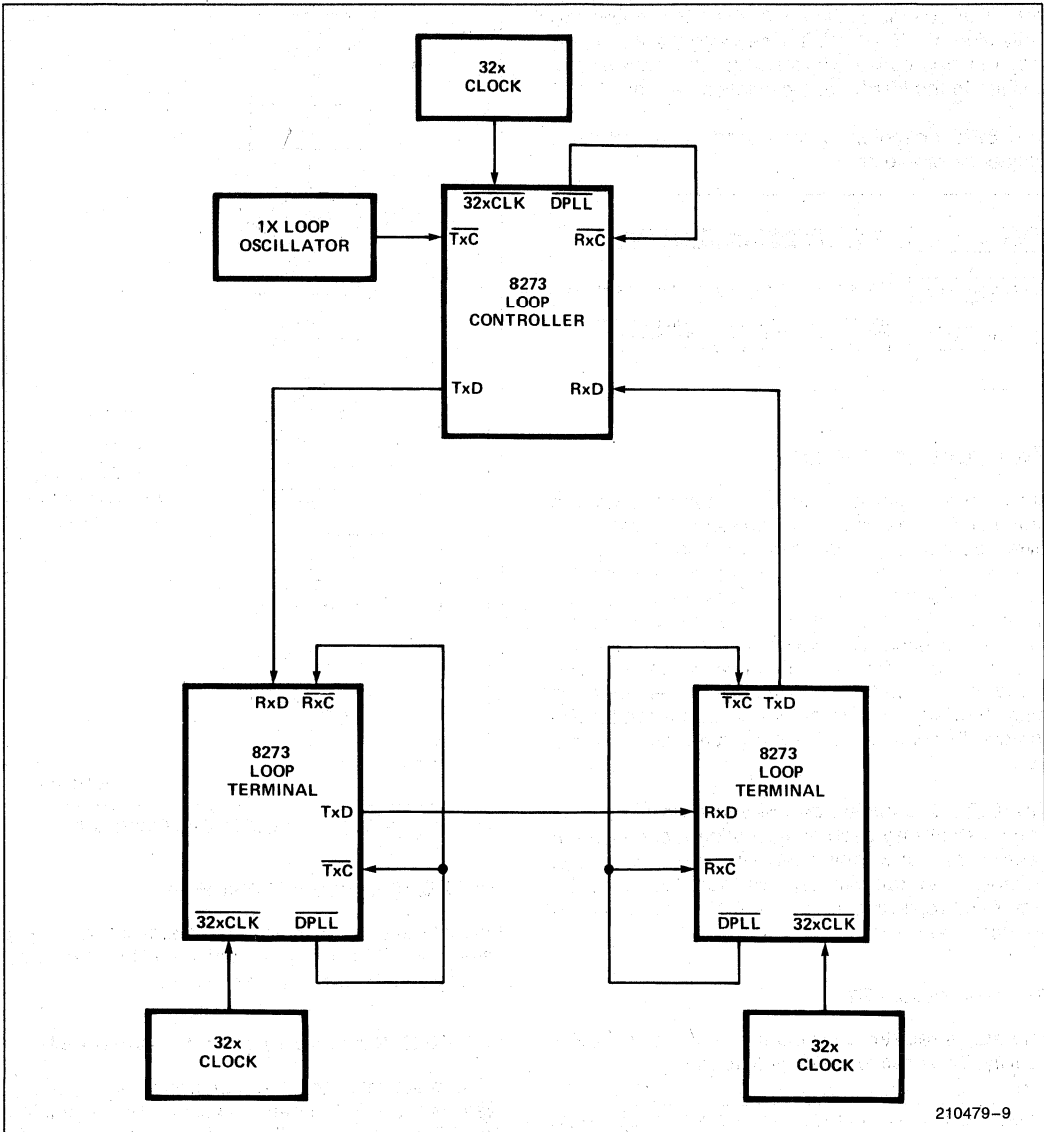 32x
CLOCK
32xCLK DPLL
1X LOOP
OSCILLATOR
TxC RxC
8273
LOOP
CONTROLLER
TxD RxD
RxD RxC
8273
LOOP
TERMINAL
TxD
TxC
32xCLK DPLL
32x
CLOCK
TxC TxD
8273
LOOP
TERMINAL
RxD
RxC
DPLL 32xCLK
32x
CLOCK
210479-9